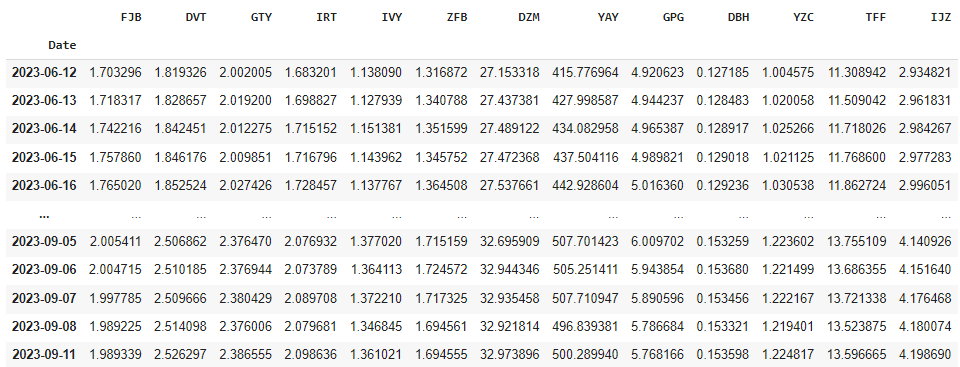 FJB DVT GTY IRT IVY ZFB DZM YAY GPG DBH YZC TFF IJZ
Date
2023-06-12 1.703296 1.819326 2.002005 1.683201 1.138090 1.316872 27.153318 415.776964 4.920623 0.127185 1.004575 11.308942 2.934821
2023-06-13 1.718317 1.828657 2.019200 1.698827 1.127939 1.340788 27.437381 427.998587 4.944237 0.128483 1.020058 11.509042 2.961831
2023-06-14 1.742216 1.842451 2.012275 1.715152 1.151381 1.351599 27.489122 434.082958 4.965387 0.128917 1.025266 11.718026 2.984267
2023-06-15 1.757860 1.846176 2.009851 1.716796 1.143962 1.345752 27.472368 437.504116 4.989821 0.129018 1.021125 11.768600 2.977283
2023-06-16 1.765020 1.852524 2.027426 1.728457 1.137767 1.364508 27.537661 442.928604 5.016360 0.129236 1.030538 11.862724 2.996051
... ... ... ... ... ... ... ... ... ... ... ... ... ...
2023-09-05 2.005411 2.506862 2.376470 2.076932 1.377020 1.715159 32.695909 507.701423 6.009702 0.153259 1.223602 13.755109 4.140926
2023-09-06 2.004715 2.510185 2.376944 2.073789 1.364113 1.724572 32.944346 505.251411 5.943854 0.153680 1.221499 13.686355 4.151640
2023-09-07 1.997785 2.509666 2.380429 2.089708 1.372210 1.717325 32.935458 507.710947 5.890596 0.153456 1.222167 13.721338 4.176468
2023-09-08 1.989225 2.514098 2.376006 2.079681 1.346845 1.694561 32.921814 496.839381 5.786684 0.153321 1.219401 13.523875 4.180074
2023-09-11 1.989339 2.526297 2.386555 2.098636 1.361021 1.694555 32.973896 500.289940 5.768166 0.153598 1.224817 13.596665 4.198690